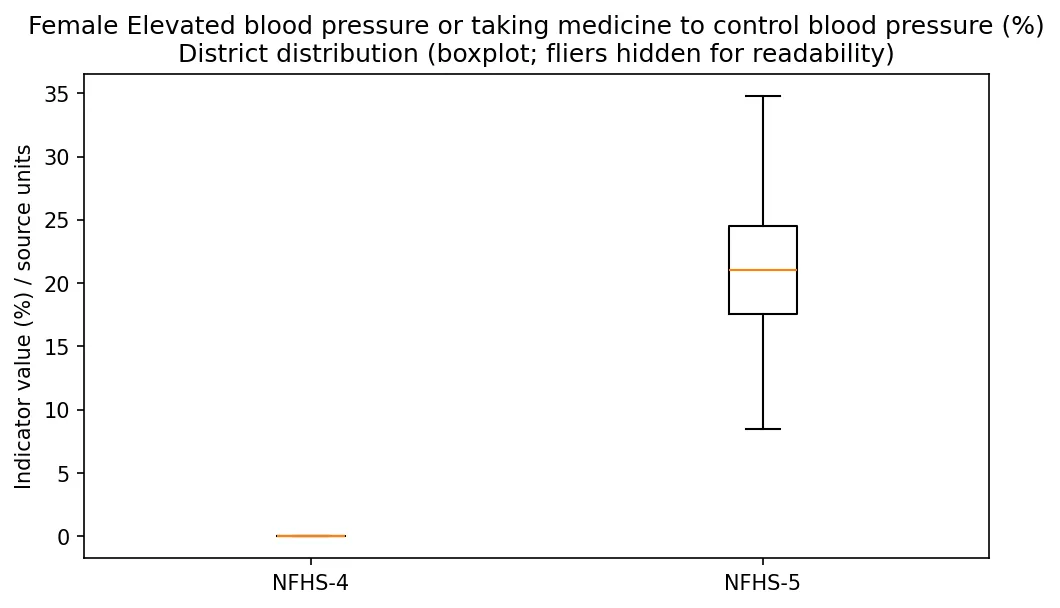 Female Elevated blood pressure or taking medicine to control blood pressure (%)
District distribution (boxplot; fliers hidden for readability)
Indicator value (%) / source units
35
30
25
20
15
10
5
0
NFHS-4
NFHS-5